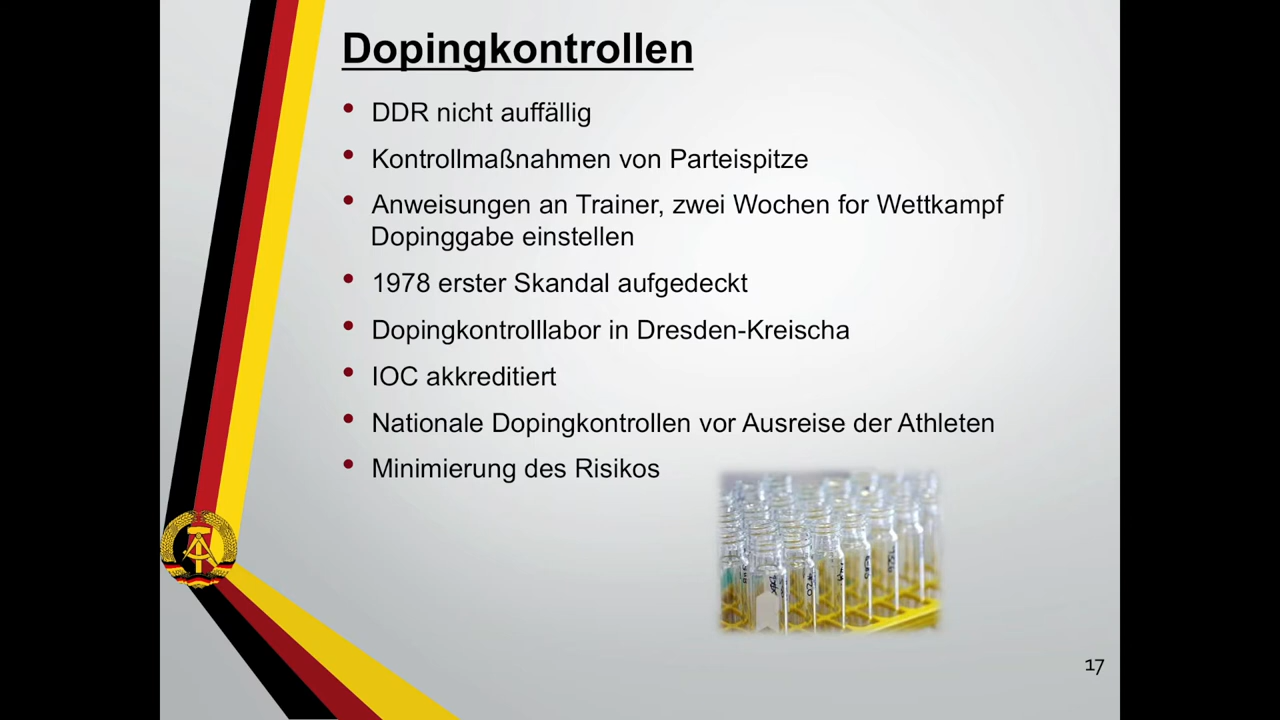 Dopingkontrollen
• DDR nicht auffällig
• Kontrollmaßnahmen von Parteispitze
• Anweisungen an Trainer, zwei Wochen for Wettkampf
Dopinggabe einstellen
• 1978 erster Skandal aufgedeckt
• Dopingkontrolllabor in Dresden-Kreischa
• IOC akkreditiert
• Nationale Dopingkontrollen vor Ausreise der Athleten
• Minimierung des Risikos
17